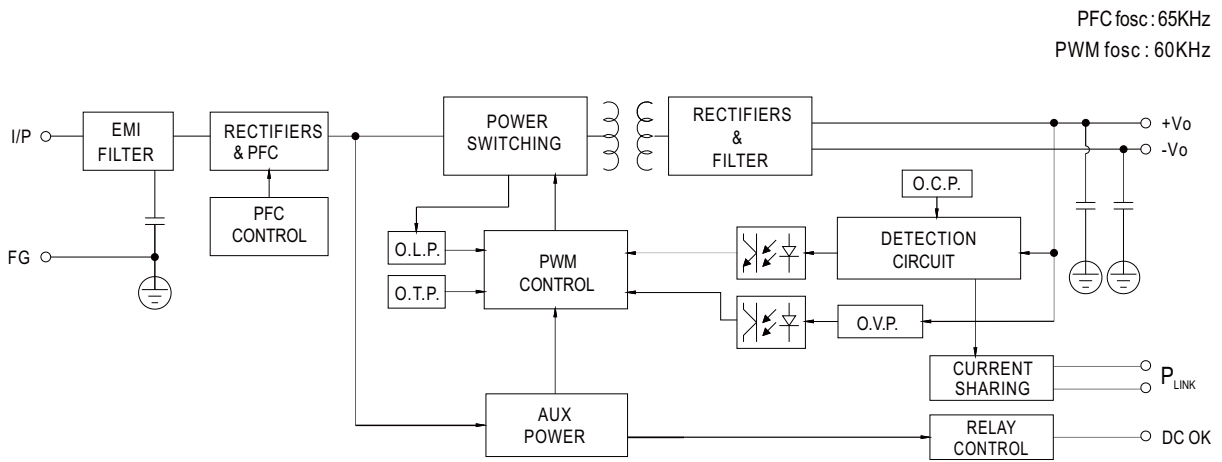 PFC fosc : 65KHz
PWM fosc : 60KHz
I/P
EMI
FILTER
RECTIFIERS
& PFC
POWER
SWITCHING
RECTIFIERS
&
FILTER
+Vo
-Vo
PFC
CONTROL
O.C.P.
FG
O.L.P.
O.T.P.
PWM
CONTROL
DETECTION
CIRCUIT
O.V.P.
CURRENT
SHARING
PLINK
AUX
POWER
RELAY
CONTROL
DC OK